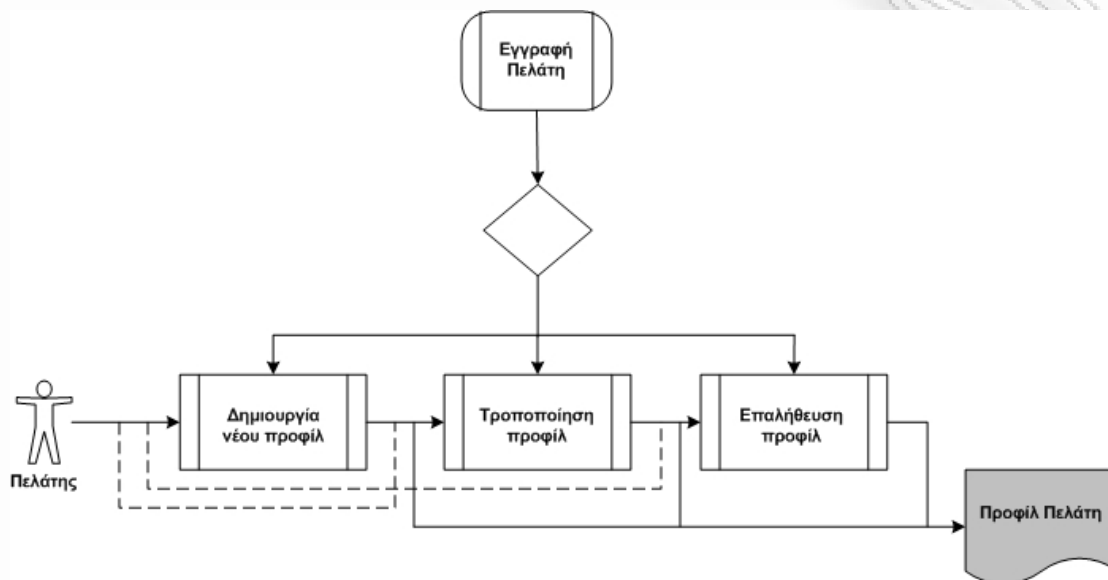 Εγγραφή
Πελάτη
Δημιουργία
νέου προφίλ
Τροποποίηση
προφίλ
Επαλήθευση
προφίλ
Πελάτης
Προφίλ Πελάτη